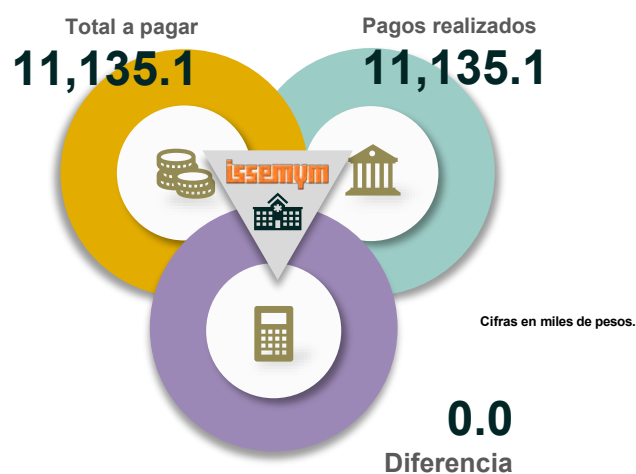 Total a pagar
11,135.1
Pagos realizados
11,135.1
issemym
Cifras en miles de pesos.
0.0
Diferencia